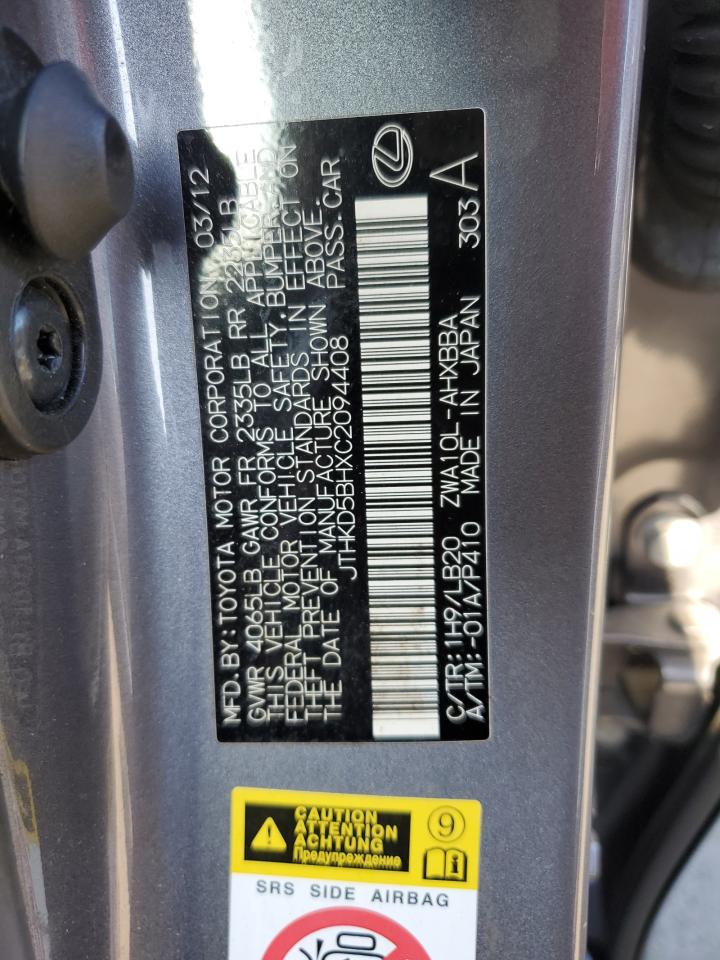 MFD. BY: TOYOTA MOTOR CORPORATION 03/12
GVWR 4065LB GAWR FR 2335LB RR 2235LB
THIS VEHICLE CONFORMS TO ALL APPLICABLE
FEDERAL MOTOR VEHICLE SAFETY, BUMPER, AND
THEFT PREVENTION STANDARDS IN EFFECT ON
THE DATE OF MANUFACTURE SHOWN ABOVE.
JTHKD5BHXC2094408 PASS. CAR
C/TR: 1H9/LB20 ZWA10L-AHXBBA
A/TM: -01A/P410 MADE IN JAPAN 303 A
CAUTION
ATTENTION
ACHTUNG
Предупреждение
9
SRS SIDE AIRBAG